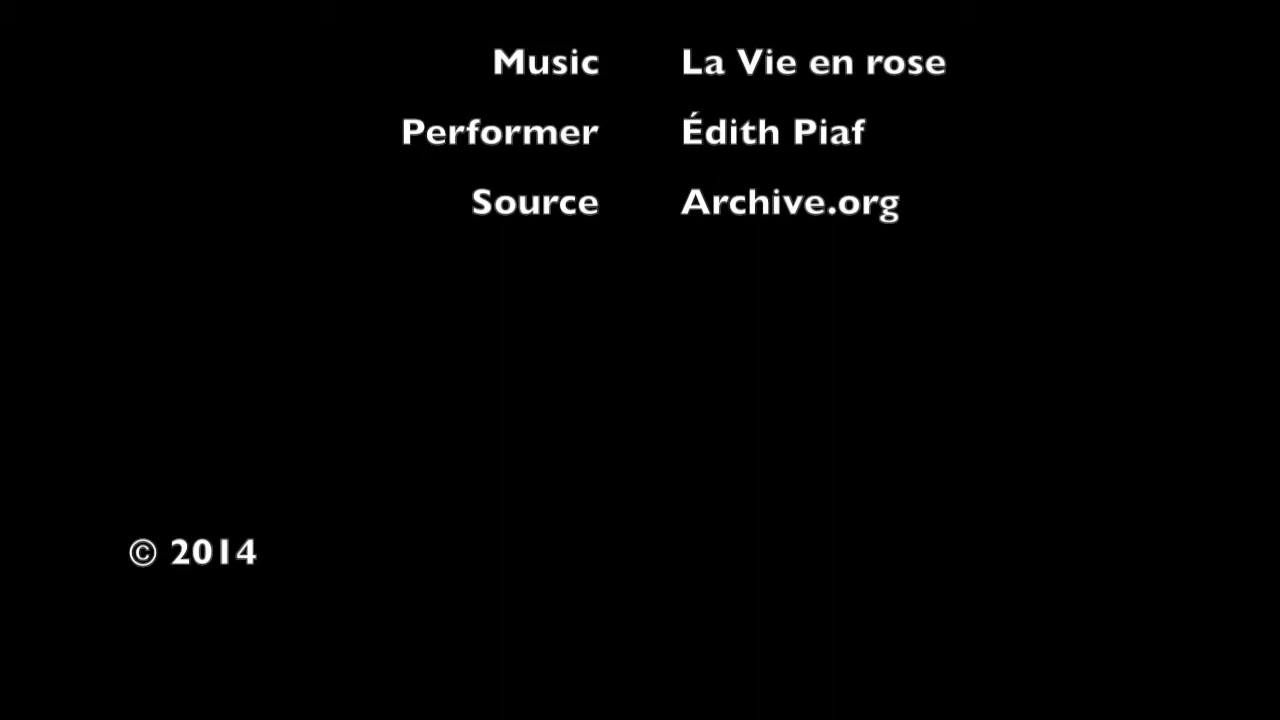 Music La Vie en rose
Performer Édith Piaf
Source Archive.org
© 2014